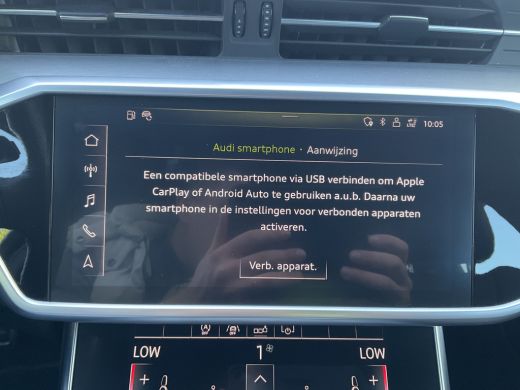 10:05
Audi smartphone · Aanwijzing
Een compatibele smartphone via USB verbinden om Apple
CarPlay of Android Auto te gebruiken a.u.b. Daarna uw
smartphone in de instellingen voor verbonden apparaten
activeren.
Verb. apparat.
LOW 1 LOW